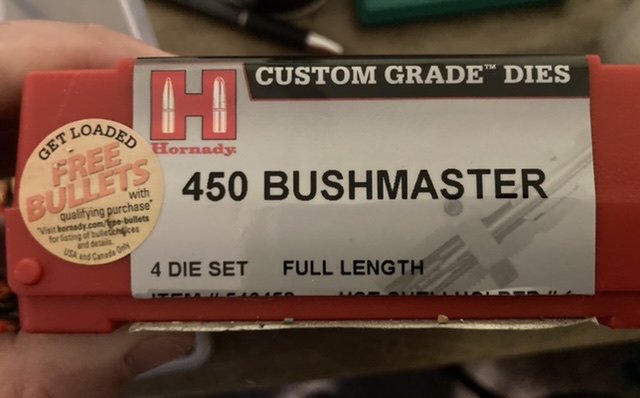 CUSTOM GRADE™ DIES
H
Hornady.
450 BUSHMASTER
4 DIE SET FULL LENGTH
GET LOADED
FREE
BULLETS
with
qualifying purchase*
*Visit hornady.com/free-bullets
for listing of bullet choices
and details.
USA and Canada Only